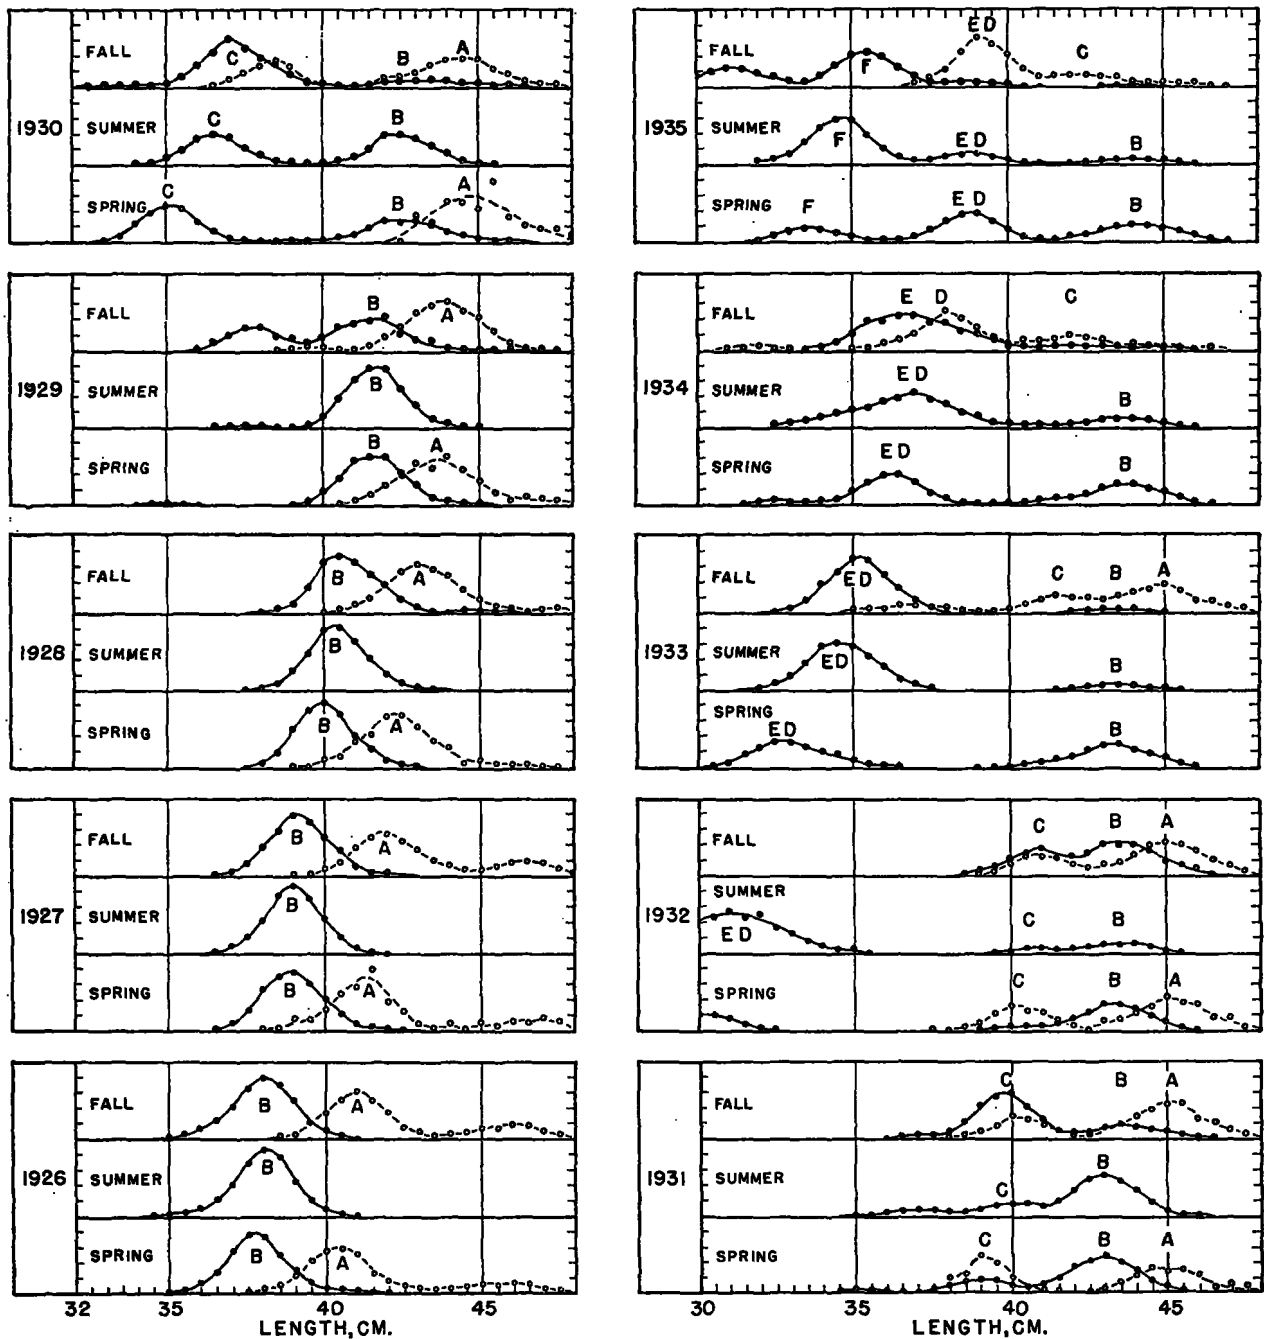 FALL
C
B
A
1930
SUMMER
C
B
SPRING
C
B
A
FALL
B
A
1929
SUMMER
B
SPRING
B
A
FALL
B
A
1928
SUMMER
B
SPRING
B
A
FALL
B
A
1927
SUMMER
B
SPRING
B
A
FALL
B
A
1926
SUMMER
B
SPRING
B
A
32 35 40 45
LENGTH, CM.
FALL
F
ED
C
1935
SUMMER
F
ED
B
SPRING
F
ED
B
FALL
E D
C
1934
SUMMER
ED
B
SPRING
ED
B
FALL
ED
C
B
A
1933
SUMMER
ED
B
SPRING
ED
B
FALL
C
B
A
1932
SUMMER
ED
C
B
SPRING
C
B
A
FALL
C
B
A
1931
SUMMER
C
B
SPRING
C
B
A
30 35 40 45
LENGTH, CM.